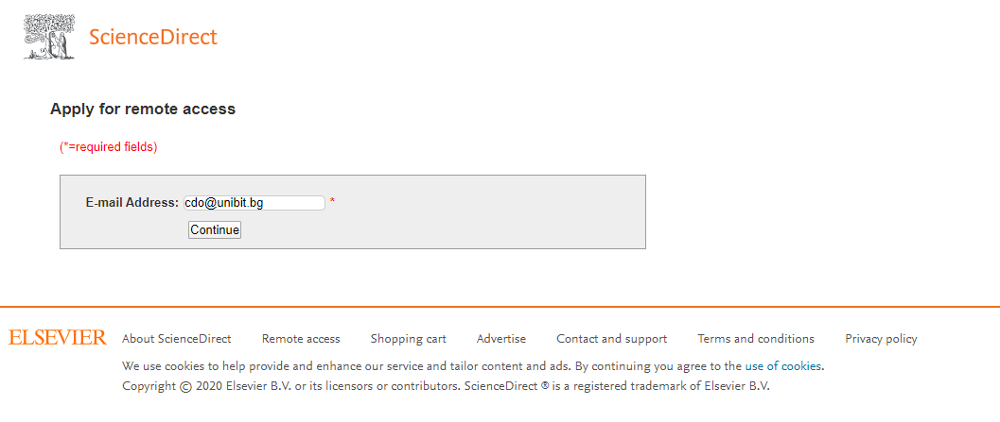 ScienceDirect
Apply for remote access
(*=required fields)
E-mail Address: cdo@unibit.bg *
Continue
ELSEVIER About ScienceDirect Remote access Shopping cart Advertise Contact and support Terms and conditions Privacy policy
We use cookies to help provide and enhance our service and tailor content and ads. By continuing you agree to the use of cookies.
Copyright © 2020 Elsevier B.V. or its licensors or contributors. ScienceDirect ® is a registered trademark of Elsevier B.V.